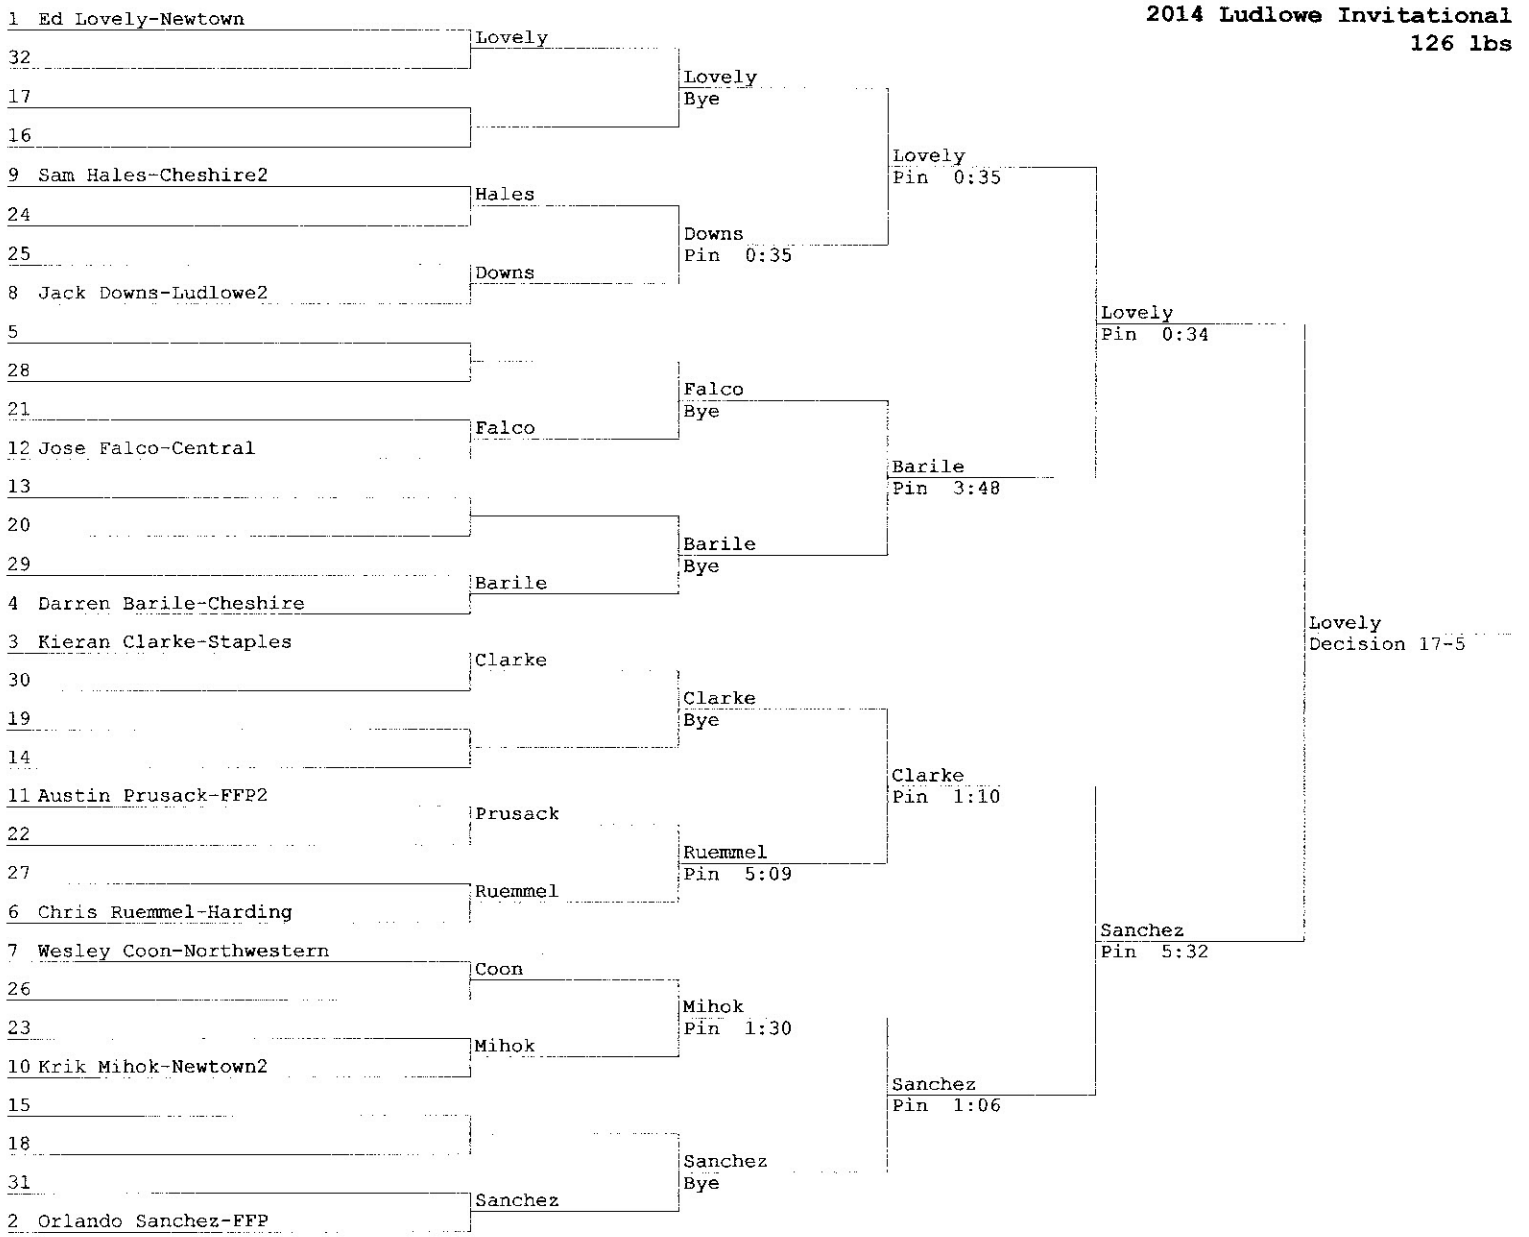 2014 Ludlowe Invitational
126 lbs
1 Ed Lovely-Newtown
32
17
16
9 Sam Hales-Cheshire2
24
25
8 Jack Downs-Ludlowe2
5
28
21
12 Jose Falco-Central
13
20
29
4 Darren Barile-Cheshire
3 Kieran Clarke-Staples
30
19
14
11 Austin Prusack-FFP2
22
27
6 Chris Ruemmel-Harding
7 Wesley Coon-Northwestern
26
23
10 Krik Mihok-Newtown2
15
18
31
2 Orlando Sanchez-FFP
Lovely
Hales
Downs
Falco
Barile
Clarke
Prusack
Ruemmel
Coon
Mihok
Sanchez
Lovely
Bye
Downs
Pin 0:35
Falco
Bye
Barile
Bye
Clarke
Bye
Ruemmel
Pin 5:09
Mihok
Pin 1:30
Sanchez
Bye
Lovely
Pin 0:35
Barile
Pin 3:48
Clarke
Pin 1:10
Sanchez
Pin 1:06
Lovely
Pin 0:34
Sanchez
Pin 5:32
Lovely
Decision 17-5